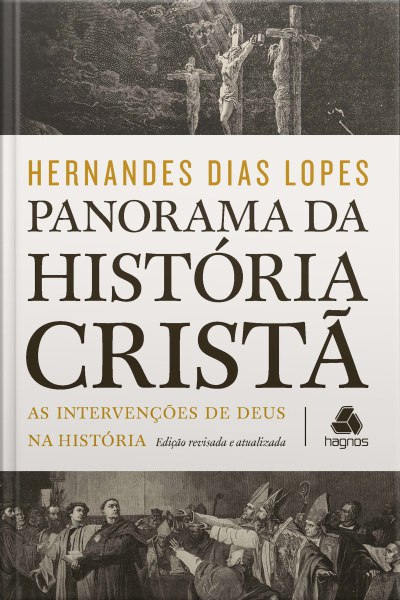 HERNANDES DIAS LOPES
PANORAMA DA
HISTÓRIA
CRISTÃ
AS INTERVENÇÕES DE DEUS
NA HISTÓRIA Edição revisada e atualizada
hagnos